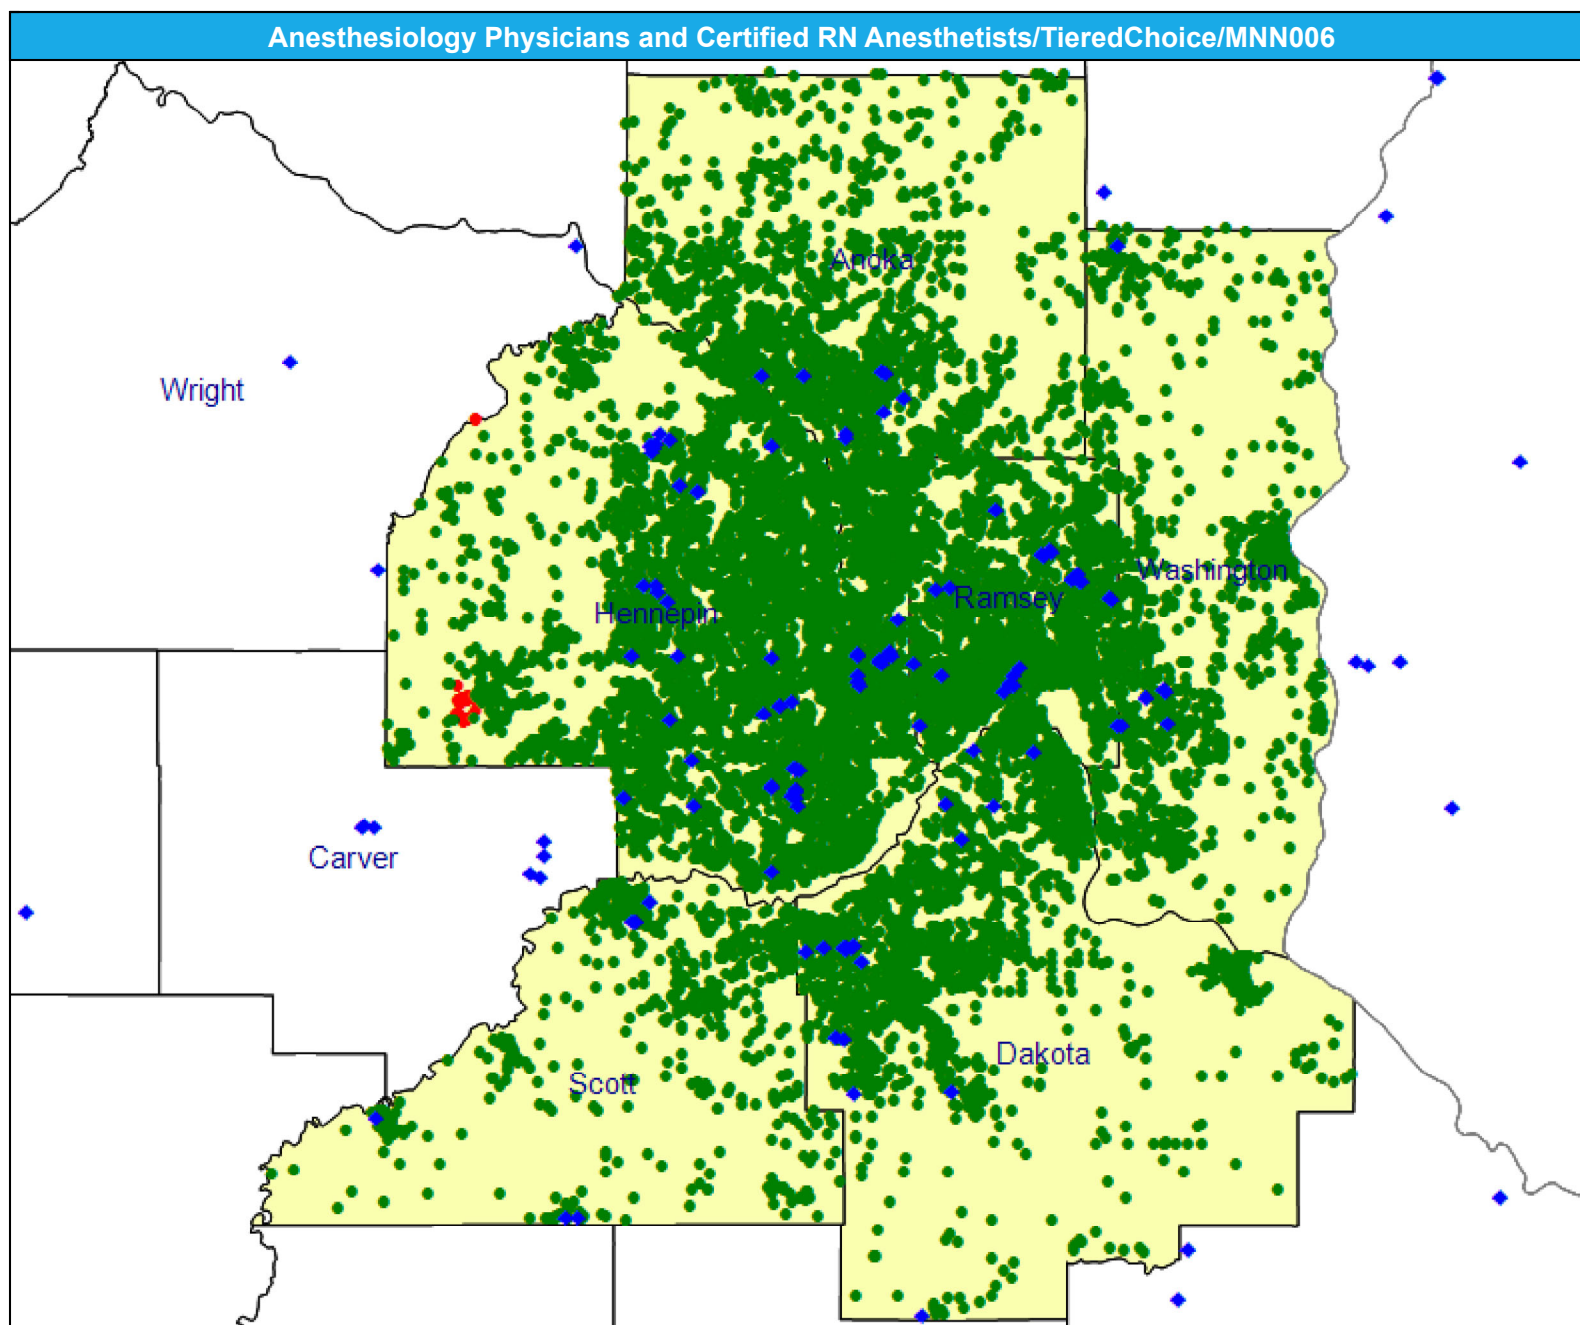 Anesthesiology Physicians and Certified RN Anesthetists/TieredChoice/MNN006
Anoka
Wright
Washington
Ramsey
Hennepin
Carver
Dakota
Scott